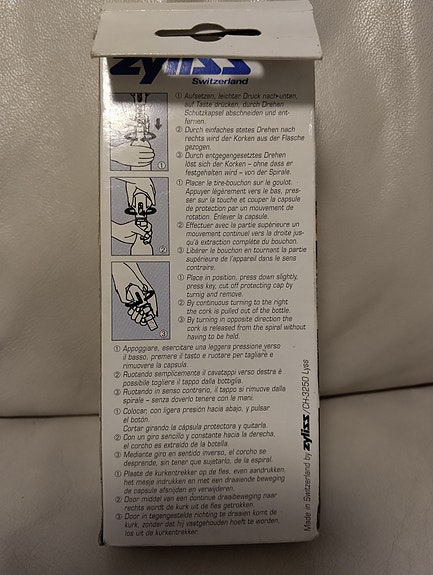 zyliss
Switzerland
① Aufsetzen, leichter Druck nach unten,
auf Taste drücken, durch Drehen
Schutzkapsel abschneiden und ent-
fernen.
② Durch einfaches stetes Drehen nach
rechts wird der Korken aus der Flasche
gezogen.
③ Durch entgegengesetztes Drehen
löst sich der Korken – ohne dass er
festgehalten wird – von der Spirale.
① Placer le tire-bouchon sur le goulot.
Appuyer légèrement vers le bas, pres-
ser sur la touche et couper la capsule
de protection par un mouvement de
rotation. Enlever la capsule.
② Effectuer avec la partie supérieure un
mouvement continuel vers la droite jus-
qu'à extraction complète du bouchon.
③ Libérer le bouchon en tournant la partie
supérieure de l'appareil dans le sens
contraire.
① Place in position, press down slightly,
press key, cut off protecting cap by
turnig and remove.
② By continuous turning to the right
the cork is pulled out of the bottle.
③ By turning in opposite direction the
cork is released from the spiral without
having to be held.
① Appoggiare, esercitare una leggera pressione verso
il basso, premere il tasto e ruotare per tagliare e
rimuovere la capsula.
② Ruotando semplicemente il cavatappi verso destra è
possibile togliere il tappo dalla bottiglia.
③ Ruotando in senso contrario, il tappo si rimuove dalla
spirale – senza doverlo tenere con le mani.
① Colocar, con ligera presión hacia abajo, y pulsar
el botón.
Cortar girando la cápsula protectora y quitarla.
② Con un giro sencillo y constante hacia la derecha,
el corcho es extraído de la botella.
③ Mediante giro en sentido inverso, el corcho se
desprende, sin tener que sujetarlo, de la espiral.
① Plaats de kurkentrekker op de fles, even aandrukken,
het mesje indrukken en met een draaiende beweging
de capsule afsnijden en verwijderen.
② Door middel van een continue draaibeweging naar
rechts wordt de kurk uit de fles getrokken.
③ Door in tegengestelde richting te draaien komt de
kurk, zonder dat hij vastgehouden hoeft te worden,
los uit de kurkentrekker.
Made in Switzerland by zyliss / CH-3250 Lyss
①
②
③